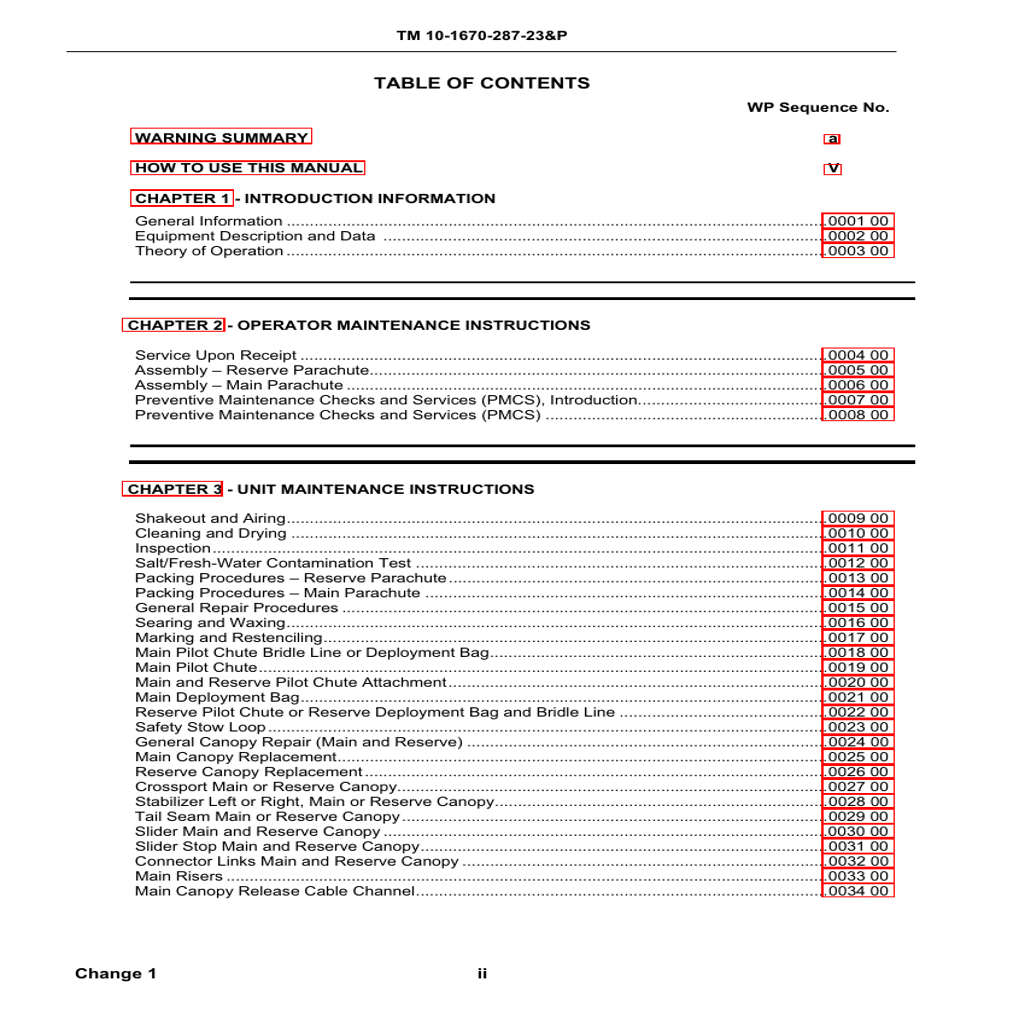 TM 10-1670-287-23&P
TABLE OF CONTENTS
WP Sequence No.
WARNING SUMMARY a
HOW TO USE THIS MANUAL V
CHAPTER 1 - INTRODUCTION INFORMATION
General Information ........ 0001 00
Equipment Description and Data ........ 0002 00
Theory of Operation ........ 0003 00
CHAPTER 2 - OPERATOR MAINTENANCE INSTRUCTIONS
Service Upon Receipt ........ 0004 00
Assembly – Reserve Parachute ........ 0005 00
Assembly – Main Parachute ........ 0006 00
Preventive Maintenance Checks and Services (PMCS), Introduction ........ 0007 00
Preventive Maintenance Checks and Services (PMCS) ........ 0008 00
CHAPTER 3 - UNIT MAINTENANCE INSTRUCTIONS
Shakeout and Airing ........ 0009 00
Cleaning and Drying ........ 0010 00
Inspection ........ 0011 00
Salt/Fresh-Water Contamination Test ........ 0012 00
Packing Procedures – Reserve Parachute ........ 0013 00
Packing Procedures – Main Parachute ........ 0014 00
General Repair Procedures ........ 0015 00
Searing and Waxing ........ 0016 00
Marking and Restenciling ........ 0017 00
Main Pilot Chute Bridle Line or Deployment Bag ........ 0018 00
Main Pilot Chute ........ 0019 00
Main and Reserve Pilot Chute Attachment ........ 0020 00
Main Deployment Bag ........ 0021 00
Reserve Pilot Chute or Reserve Deployment Bag and Bridle Line ........ 0022 00
Safety Stow Loop ........ 0023 00
General Canopy Repair (Main and Reserve) ........ 0024 00
Main Canopy Replacement ........ 0025 00
Reserve Canopy Replacement ........ 0026 00
Crossport Main or Reserve Canopy ........ 0027 00
Stabilizer Left or Right, Main or Reserve Canopy ........ 0028 00
Tail Seam Main or Reserve Canopy ........ 0029 00
Slider Main and Reserve Canopy ........ 0030 00
Slider Stop Main and Reserve Canopy ........ 0031 00
Connector Links Main and Reserve Canopy ........ 0032 00
Main Risers ........ 0033 00
Main Canopy Release Cable Channel ........ 0034 00
Change 1 ii